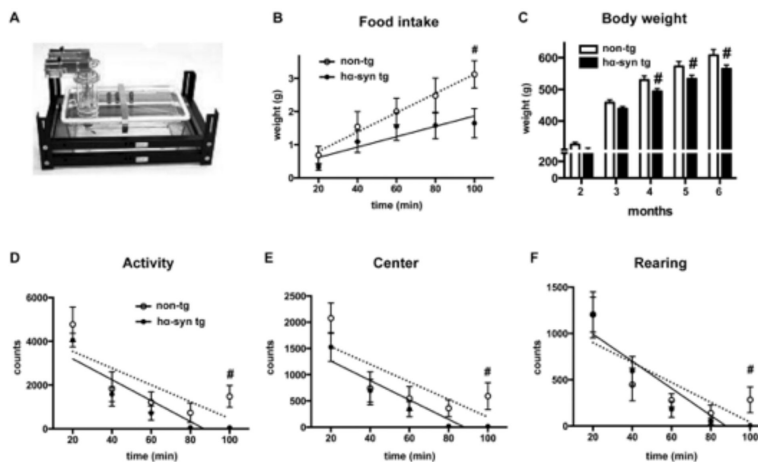 A
B
Food intake
weight (g)
3
2
1
0
20 40 60 80 100
time (min)
non-tg
hα-syn tg
#
C
Body weight
weight (g)
600
500
400
200
0
2 3 4 5 6
months
non-tg
hα-syn tg
# # #
D
Activity
counts
6000
4000
2000
0
20 40 60 80 100
time (min)
non-tg
hα-syn tg
#
E
Center
counts
2500
2000
1500
1000
500
0
20 40 60 80 100
time (min)
#
F
Rearing
counts
1500
1000
500
0
20 40 60 80 100
time (min)
#